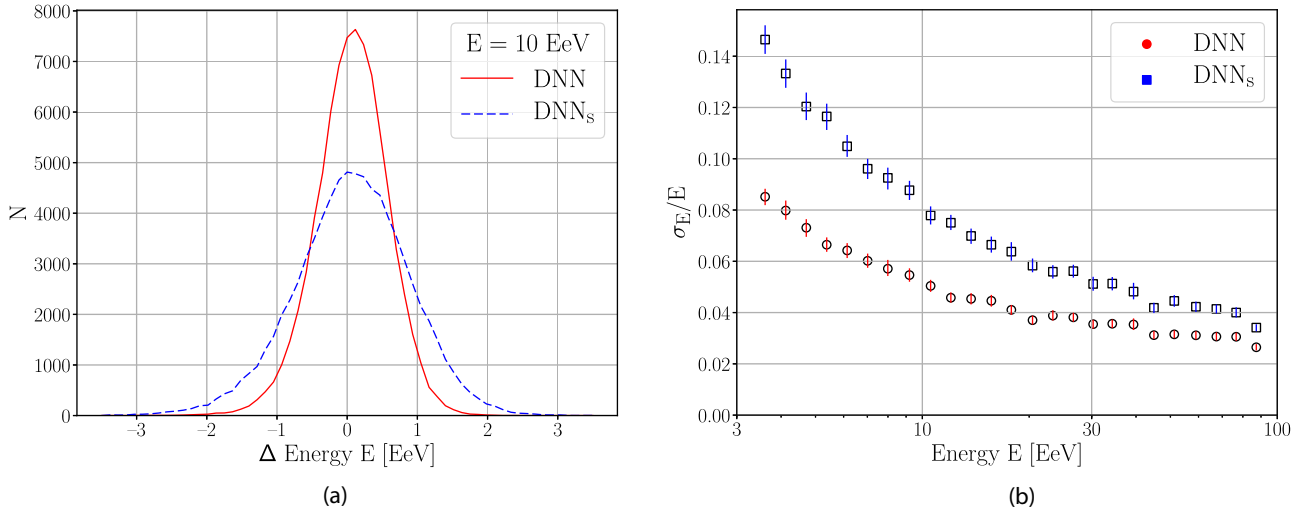 E = 10 EeV
DNN
DNNs
8000
7000
6000
5000
4000
3000
2000
1000
0
N
−3 −2 −1 0 1 2 3
Δ Energy E [EeV]
(a)
DNN
DNNs
0.14
0.12
0.10
0.08
0.06
0.04
0.02
0.00
σE/E
3 10 30 100
Energy E [EeV]
(b)